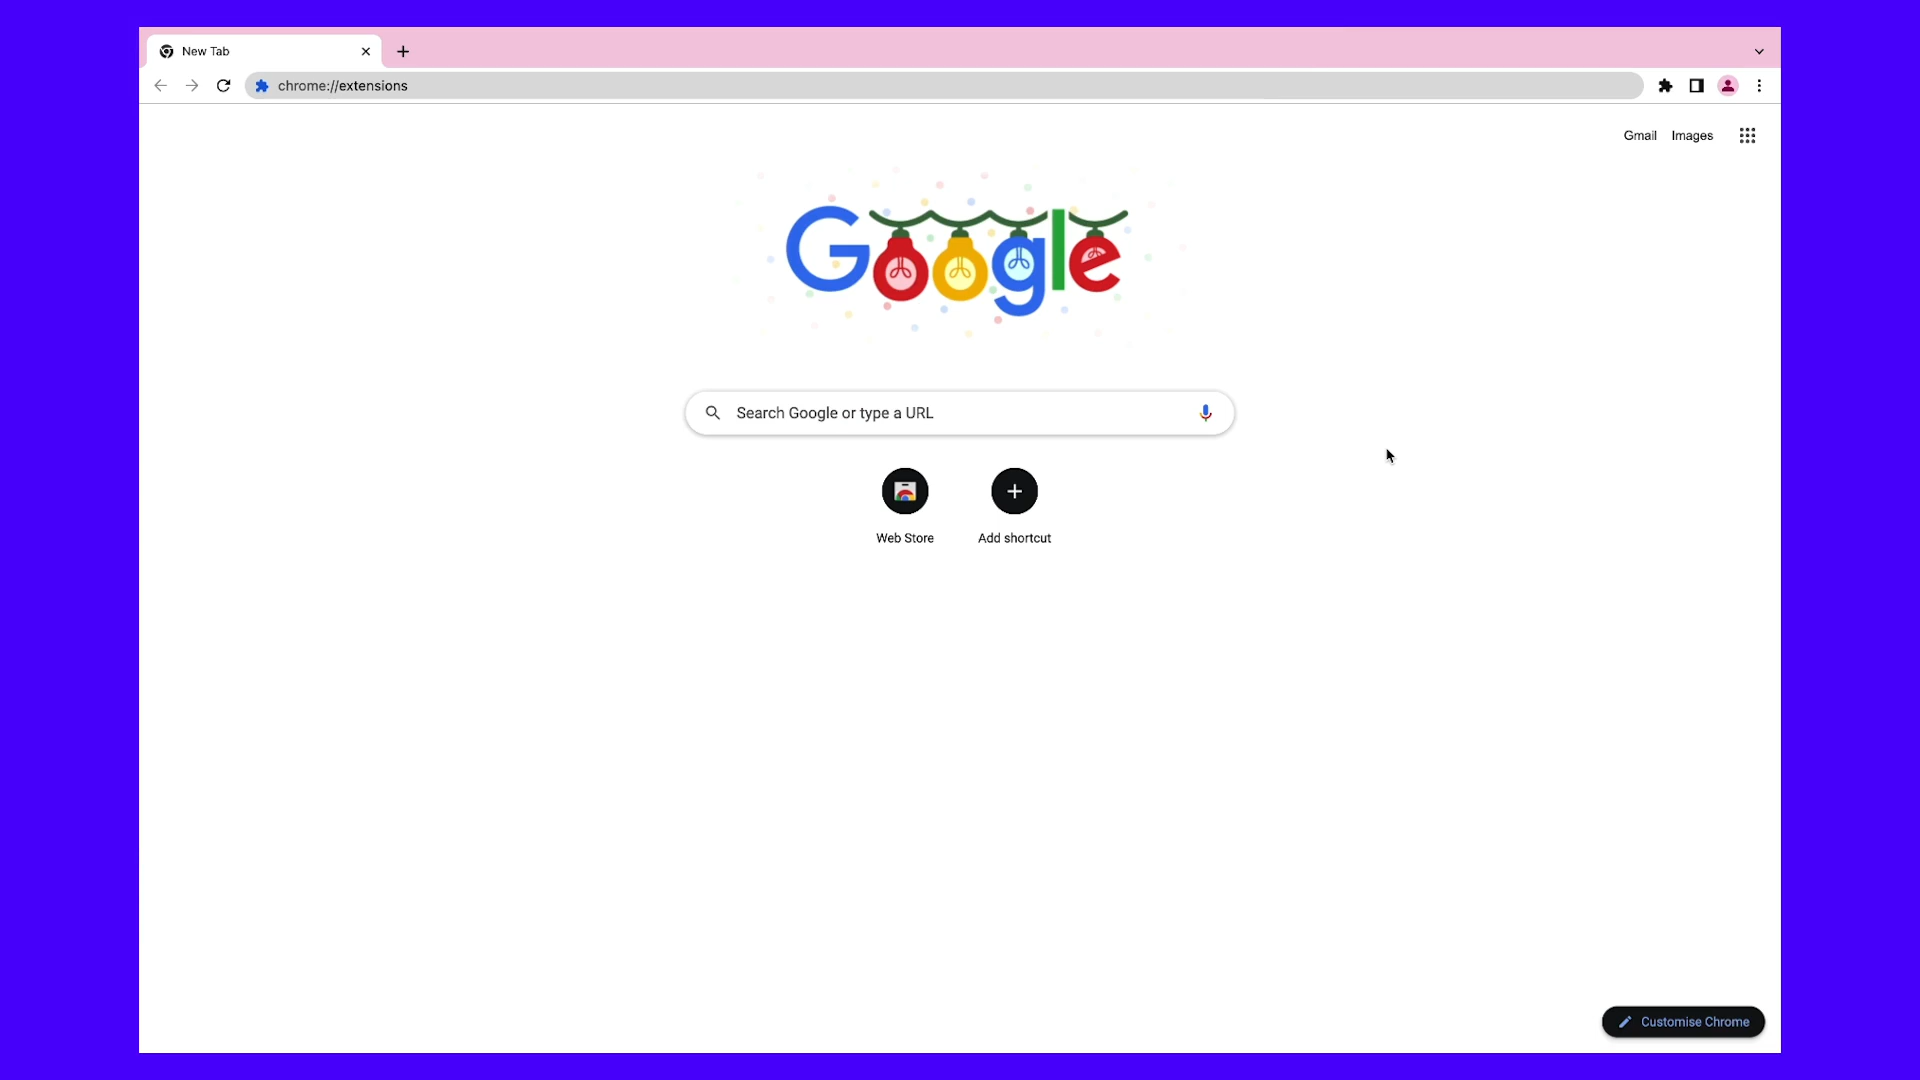 New Tab
chrome://extensions
Gmail Images
Google
Search Google or type a URL
Web Store Add shortcut
Customise Chrome